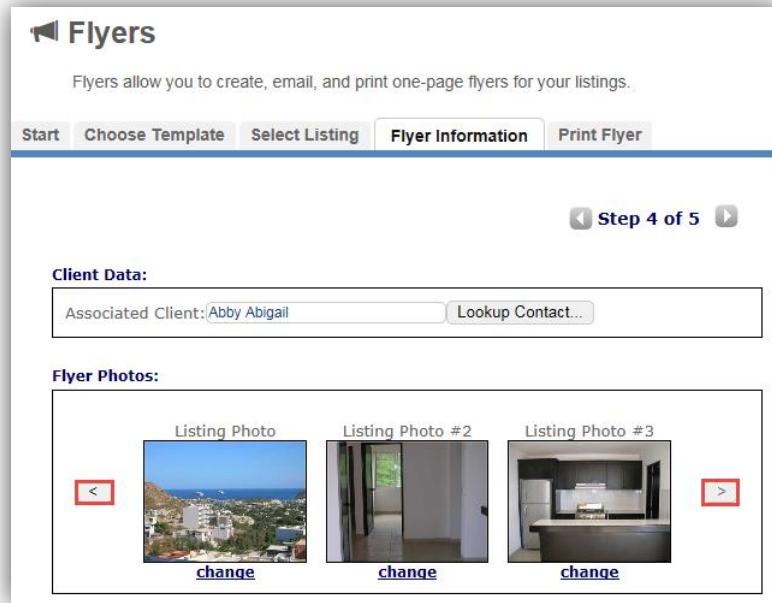 Flyers
Flyers allow you to create, email, and print one-page flyers for your listings.
Start Choose Template Select Listing Flyer Information Print Flyer
Step 4 of 5
Client Data:
Associated Client: Abby Abigail Lookup Contact...
Flyer Photos:
Listing Photo Listing Photo #2 Listing Photo #3
< >
change change change